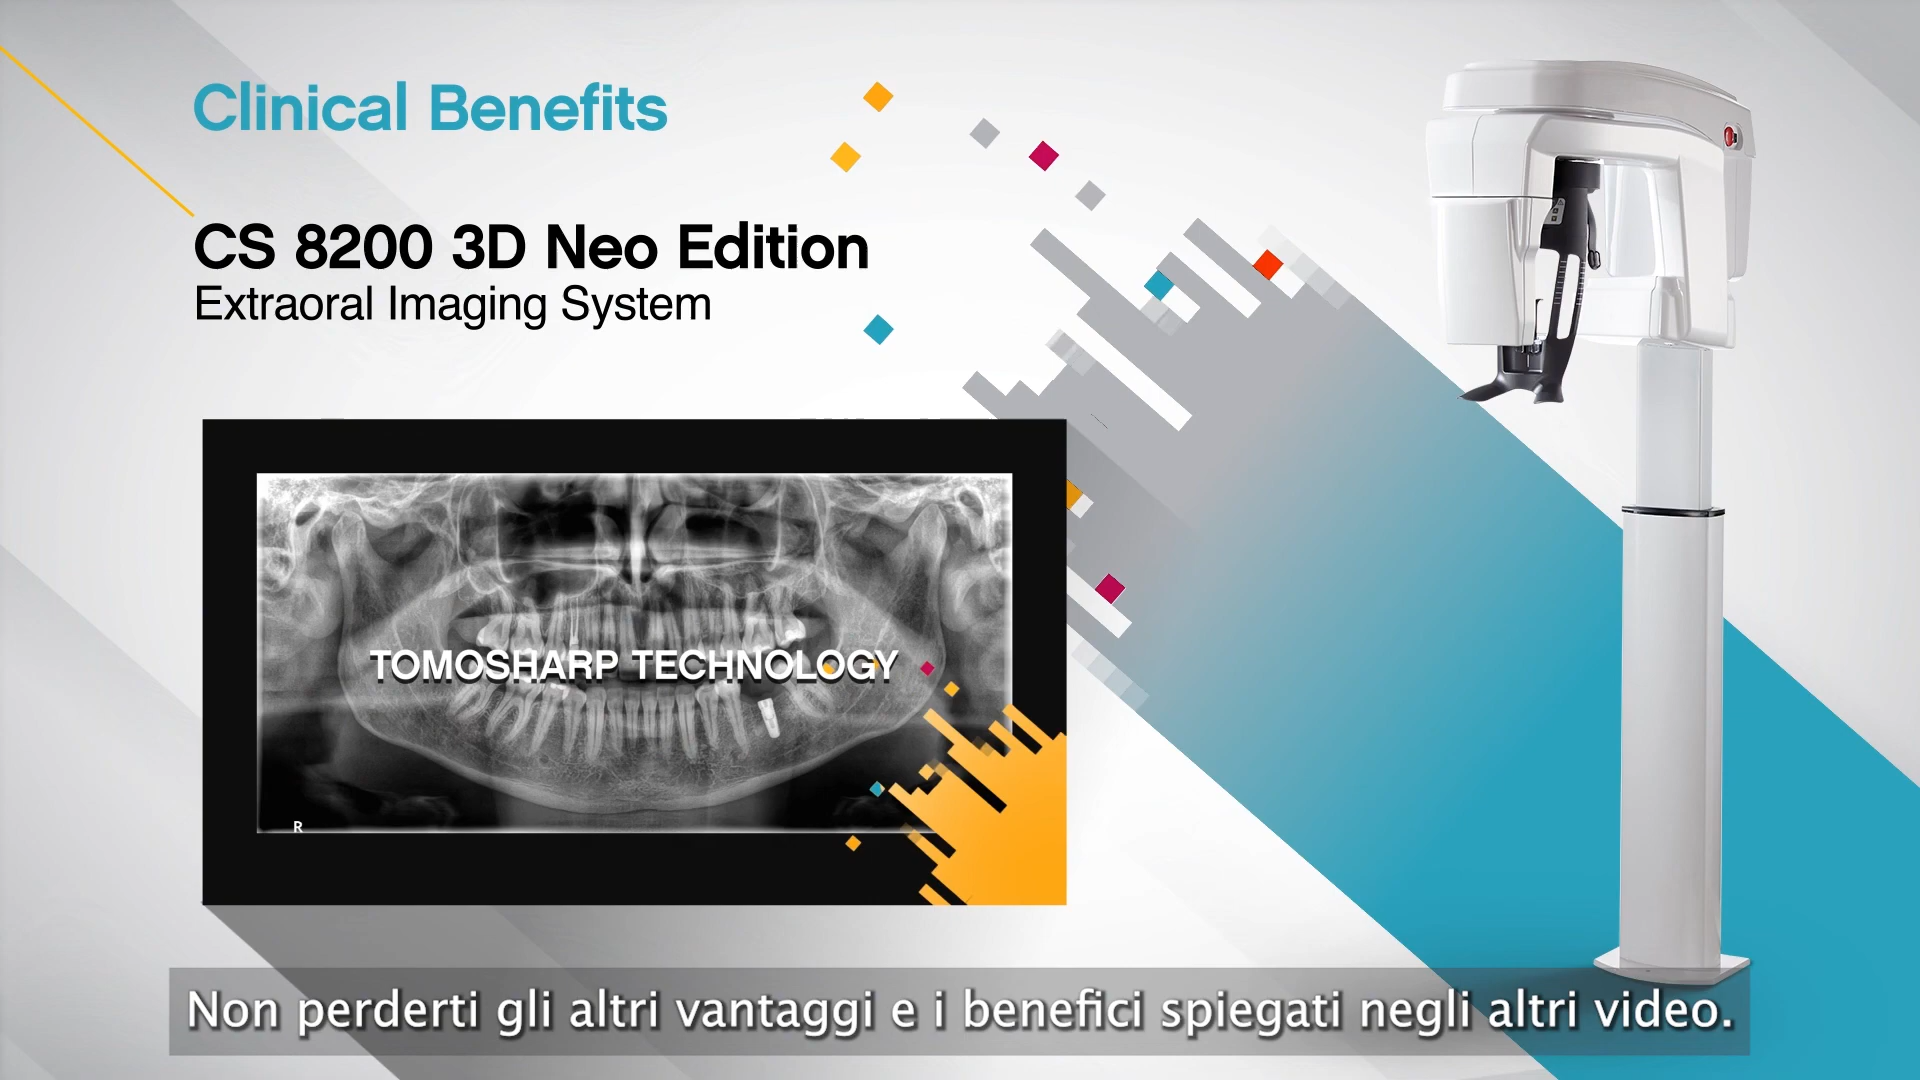 Clinical Benefits
CS 8200 3D Neo Edition
Extraoral Imaging System
TOMOSHARP TECHNOLOGY
R
Non perderti gli altri vantaggi e i benefici spiegati negli altri video.